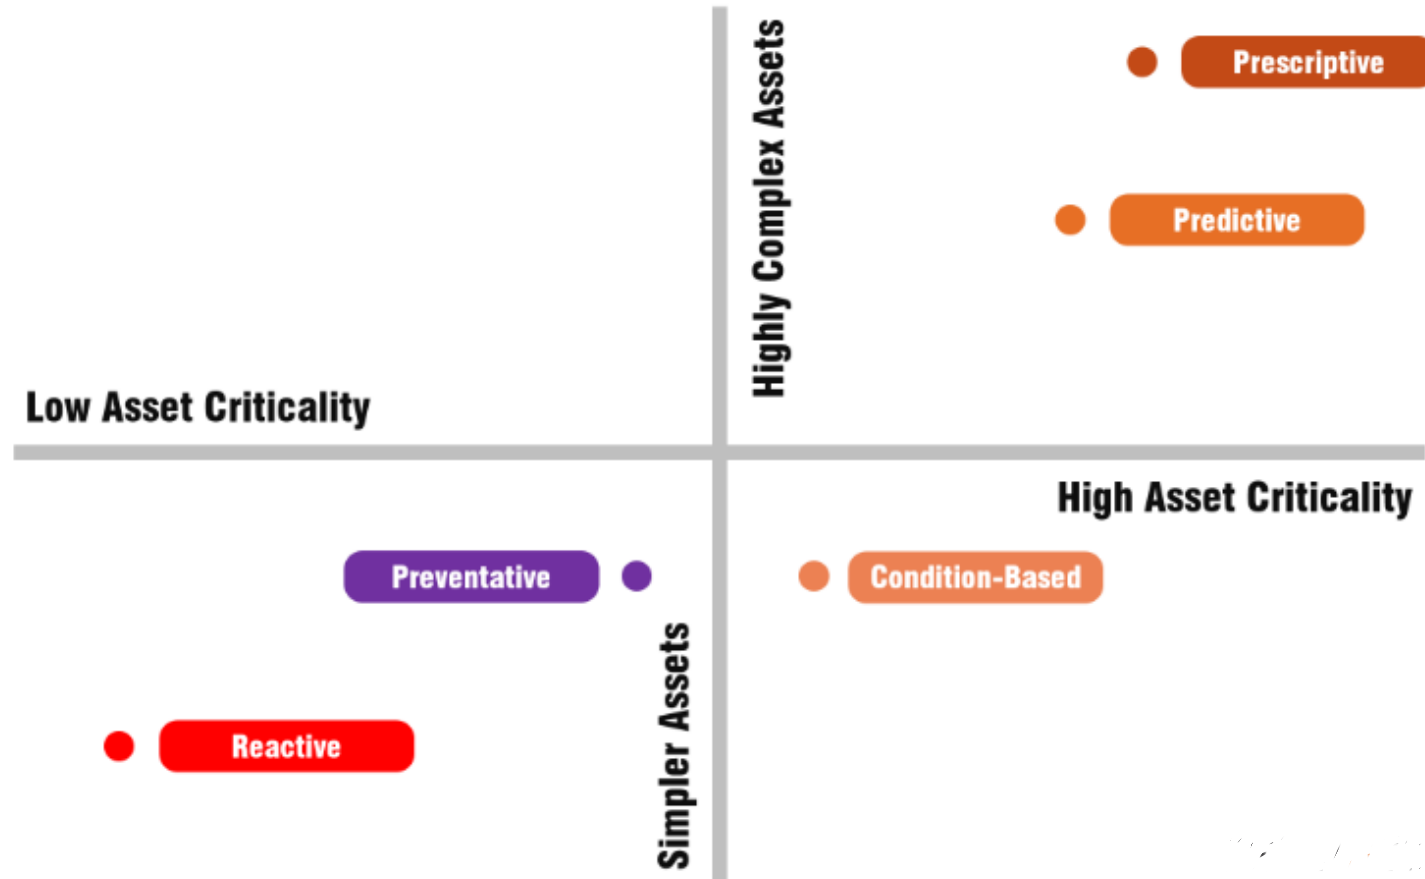 Highly Complex Assets
Prescriptive
Predictive
Low Asset Criticality
High Asset Criticality
Preventative
Condition-Based
Simpler Assets
Reactive